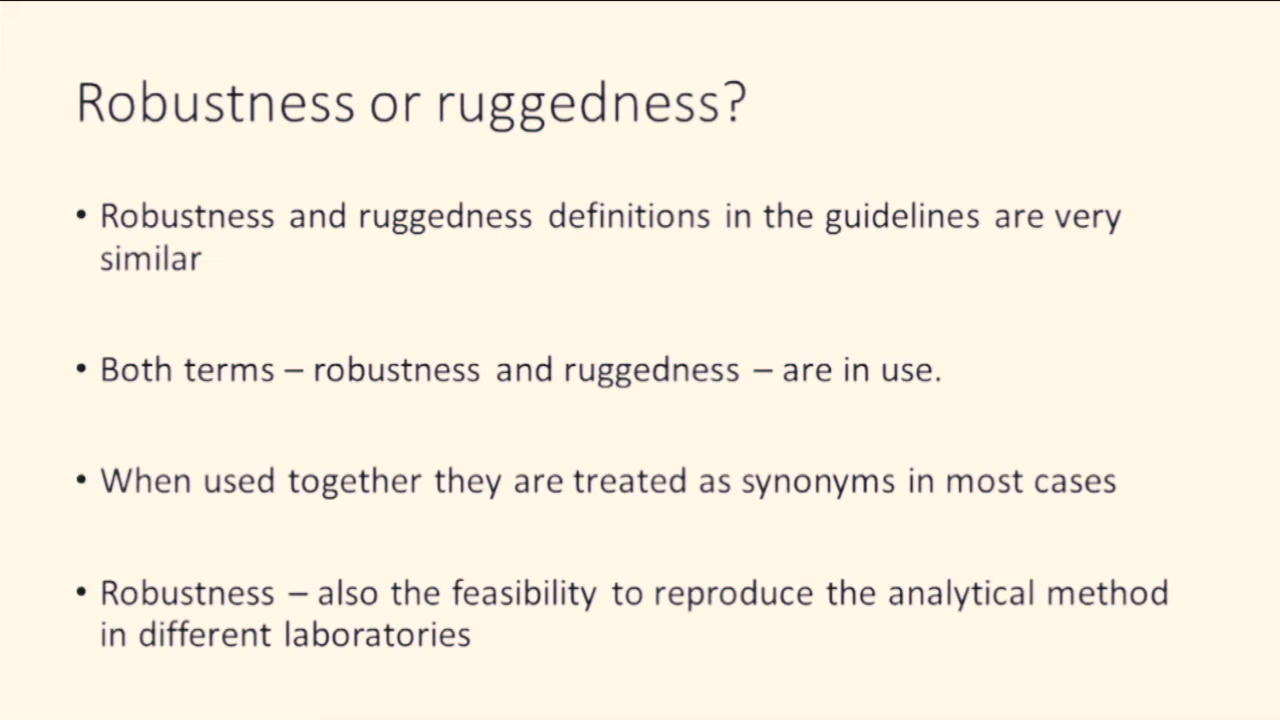 Robustness or ruggedness?
• Robustness and ruggedness definitions in the guidelines are very
similar
• Both terms – robustness and ruggedness – are in use.
• When used together they are treated as synonyms in most cases
• Robustness – also the feasibility to reproduce the analytical method
in different laboratories